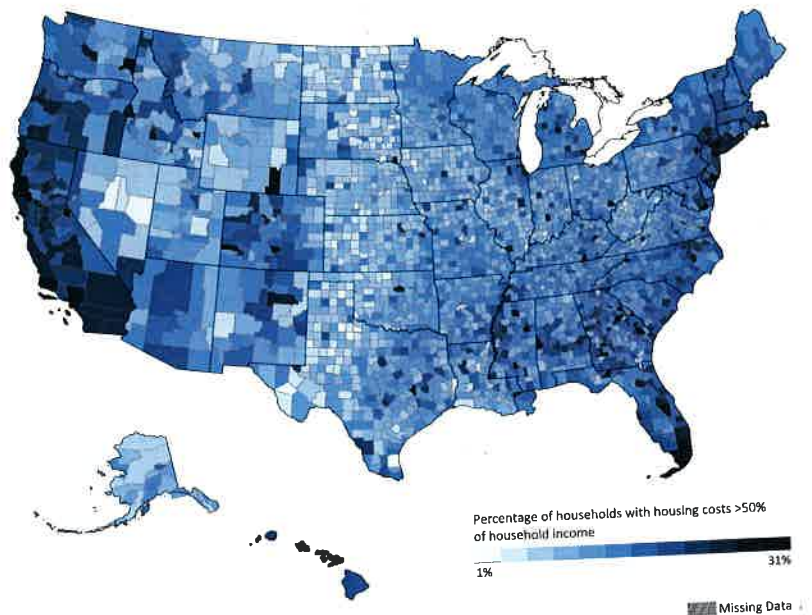 Percentage of households with housing costs >50%
of household income
1%
31%
Missing Data